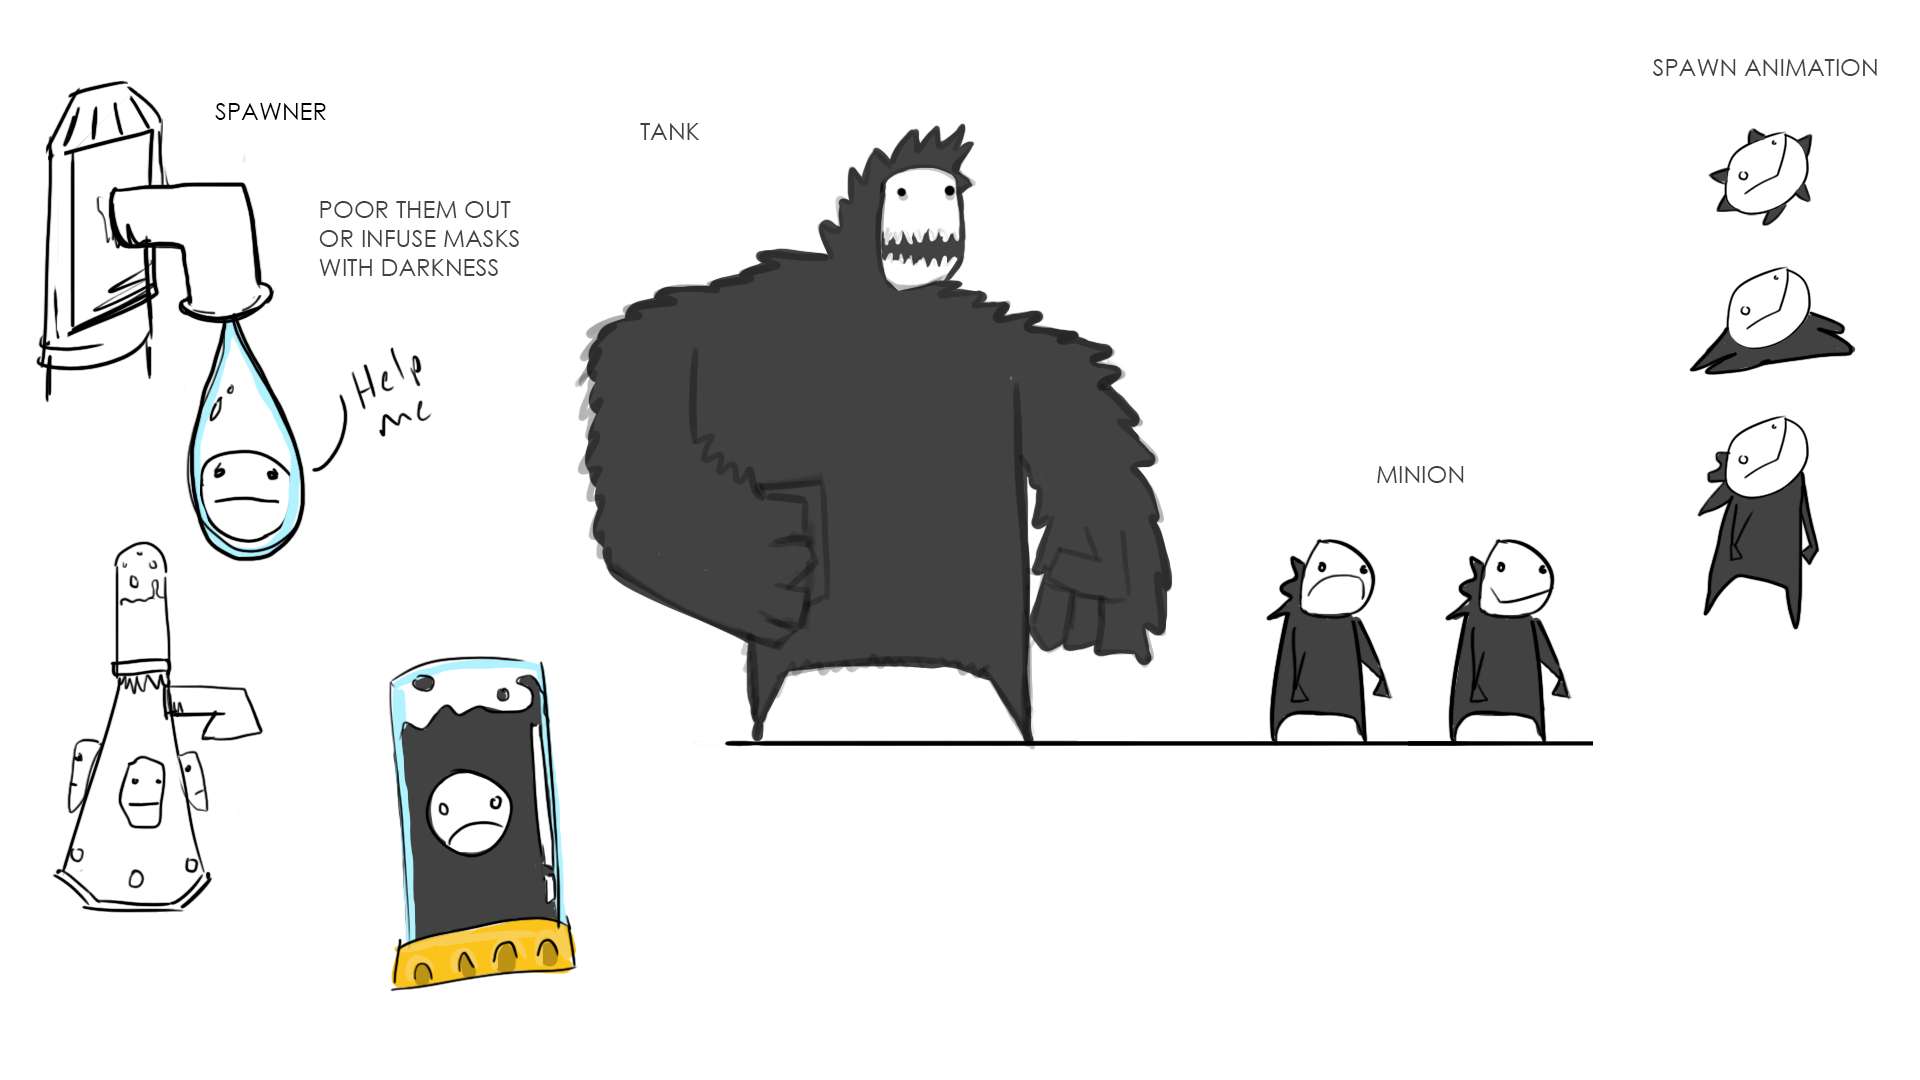 SPAWNER
POOR THEM OUT
OR INFUSE MASKS
WITH DARKNESS
Help
me
TANK
MINION
SPAWN ANIMATION